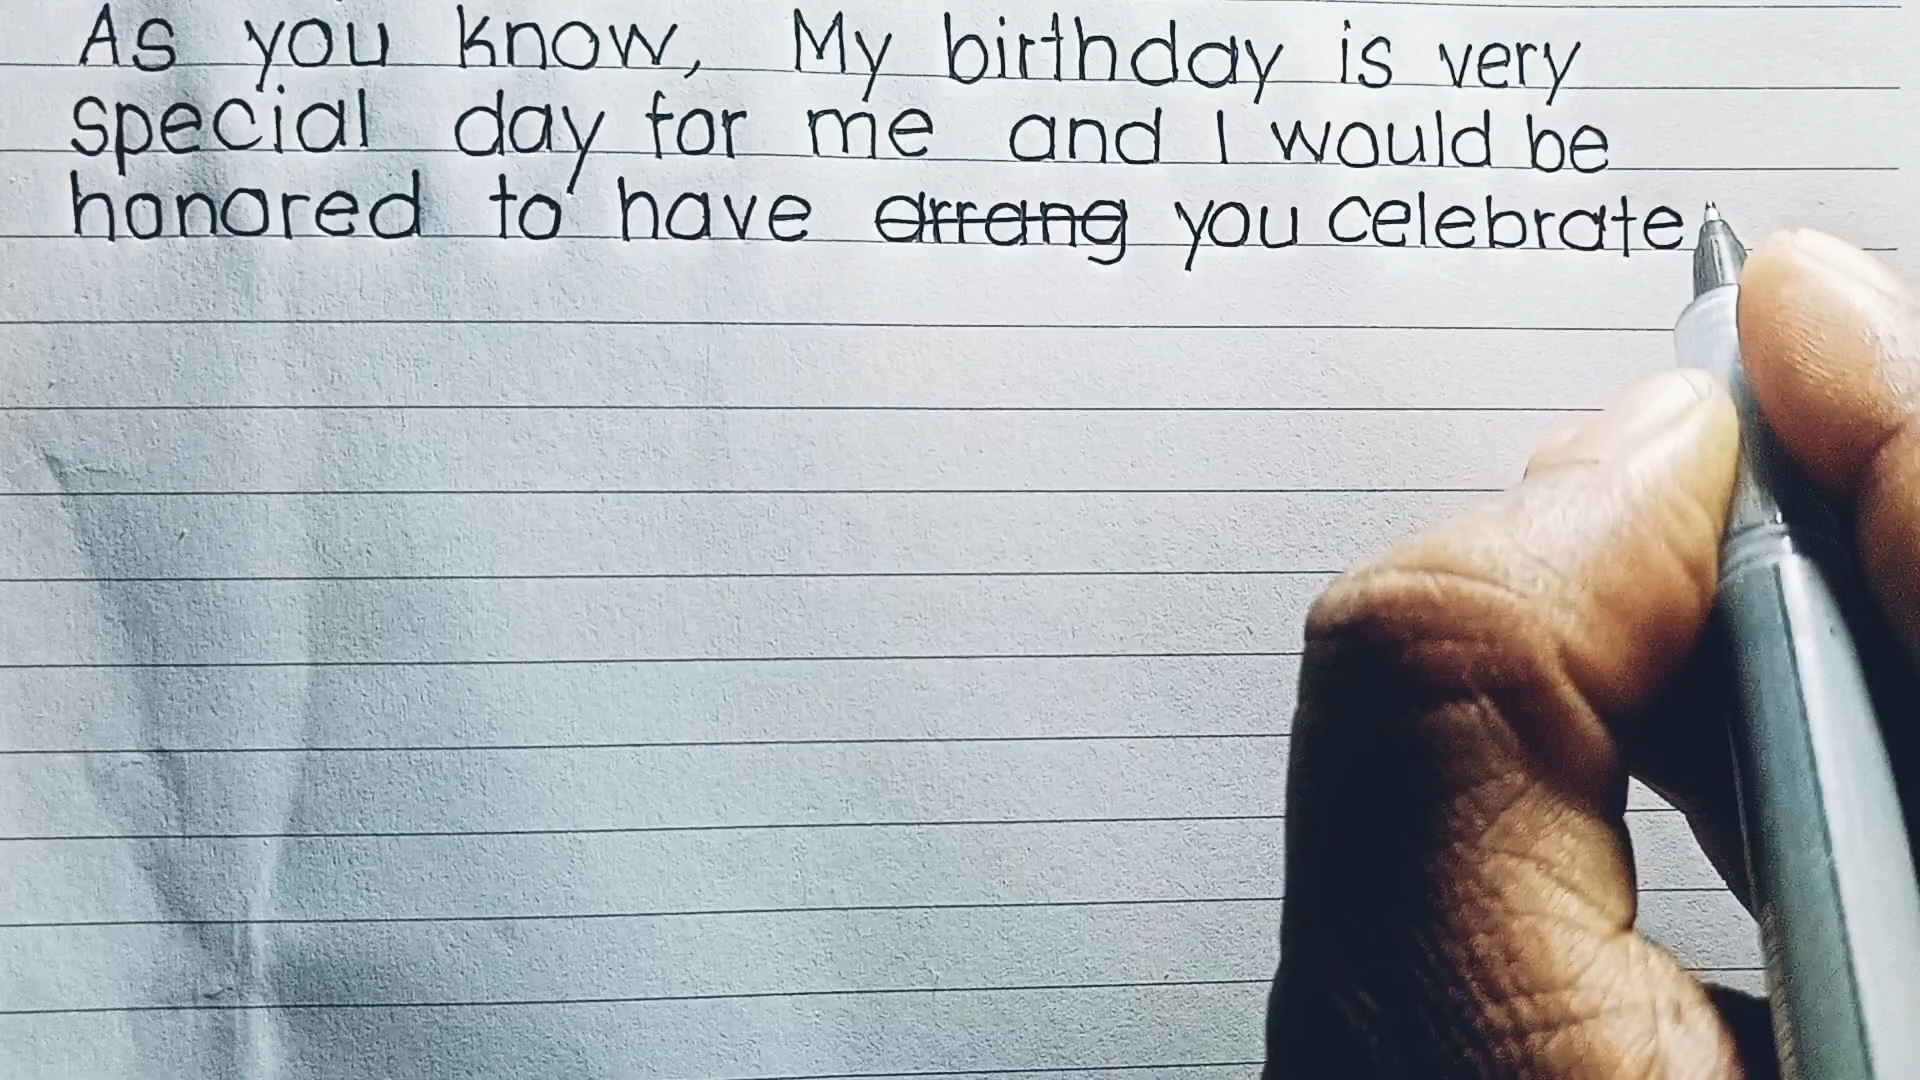 As you know, My birthday is very
special day for me and I would be
honored to have arrang you celebrate